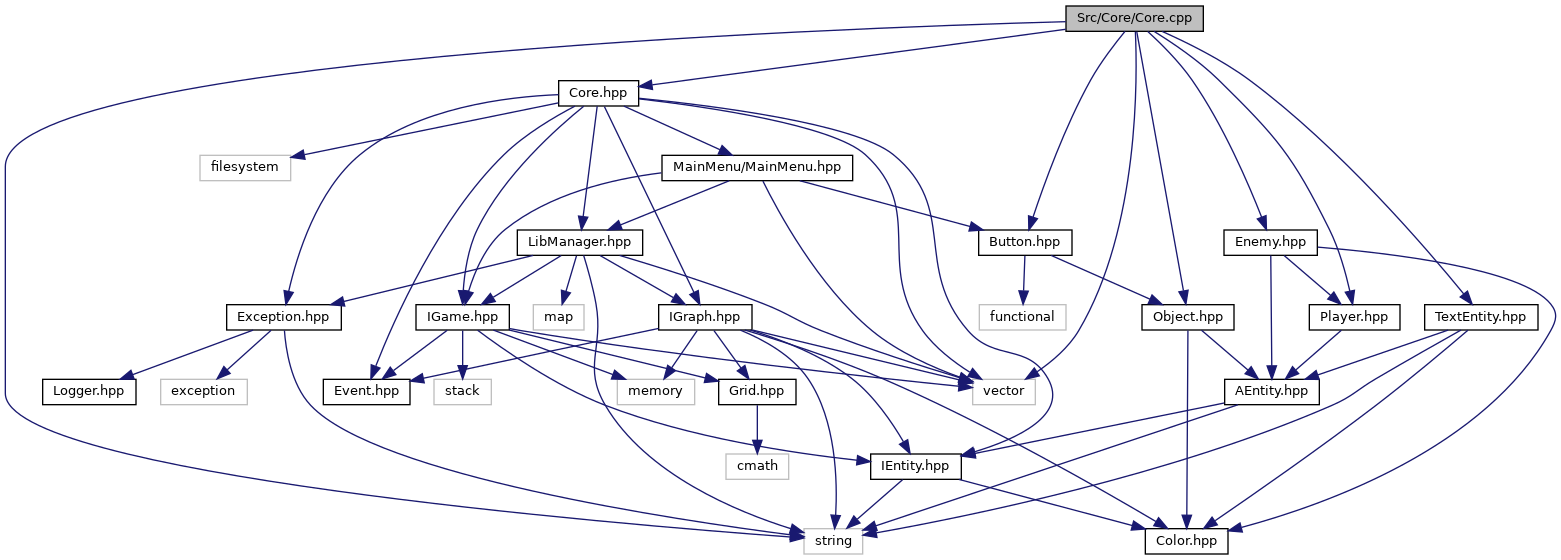 Src/Core/Core.cpp
Core.hpp
filesystem
MainMenu/MainMenu.hpp
LibManager.hpp
Button.hpp
Enemy.hpp
Exception.hpp
IGame.hpp
map
IGraph.hpp
functional
Object.hpp
Player.hpp
TextEntity.hpp
Logger.hpp
exception
Event.hpp
stack
memory
Grid.hpp
vector
AEntity.hpp
cmath
IEntity.hpp
string
Color.hpp